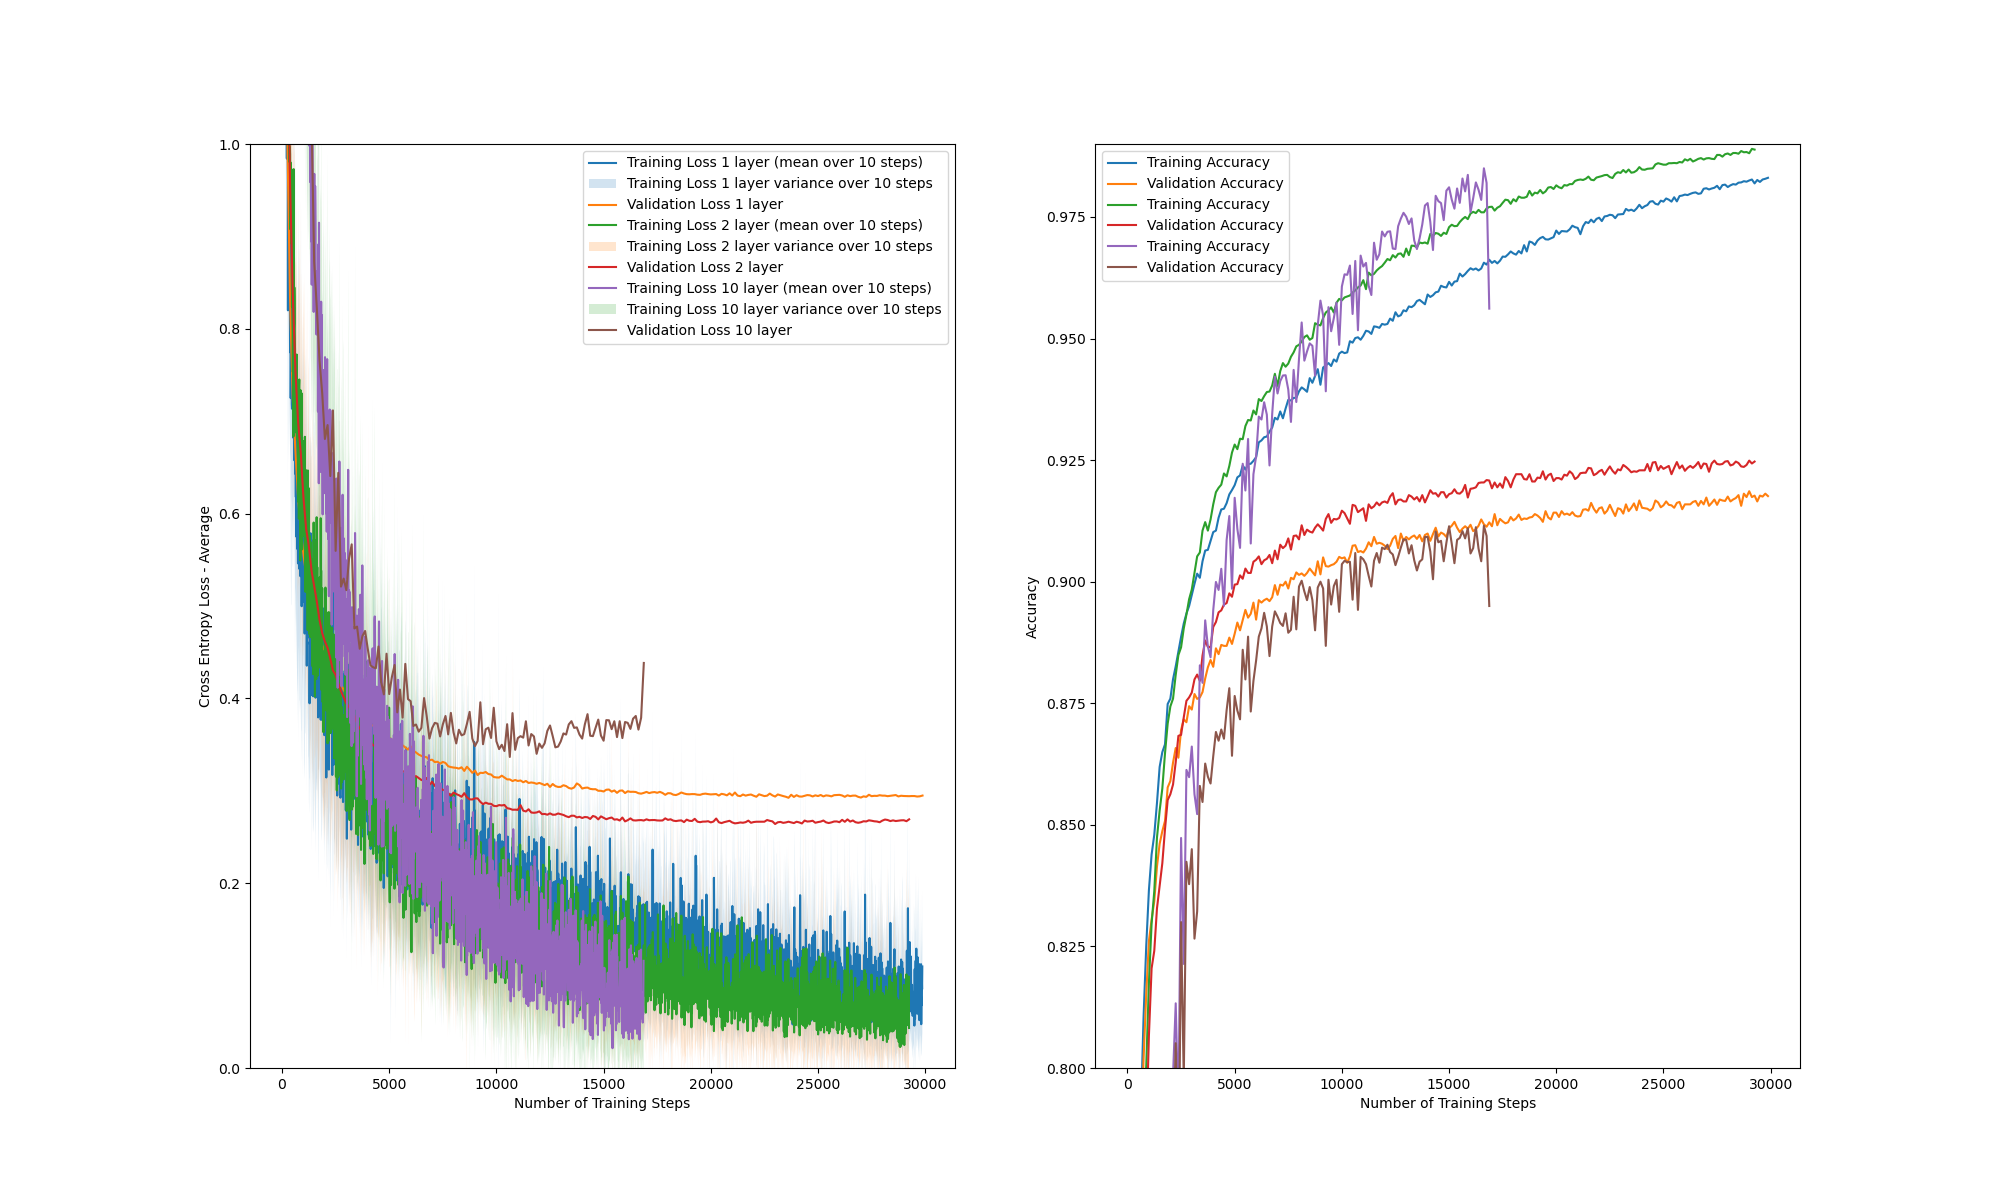 1.0
0.8
0.6
0.4
0.2
0.0
Cross Entropy Loss - Average
Training Loss 1 layer (mean over 10 steps)
Training Loss 1 layer variance over 10 steps
Validation Loss 1 layer
Training Loss 2 layer (mean over 10 steps)
Training Loss 2 layer variance over 10 steps
Validation Loss 2 layer
Training Loss 10 layer (mean over 10 steps)
Training Loss 10 layer variance over 10 steps
Validation Loss 10 layer
0 5000 10000 15000 20000 25000 30000
Number of Training Steps
0.975
0.950
0.925
0.900
0.875
0.850
0.825
0.800
Accuracy
Training Accuracy
Validation Accuracy
Training Accuracy
Validation Accuracy
Training Accuracy
Validation Accuracy
0 5000 10000 15000 20000 25000 30000
Number of Training Steps